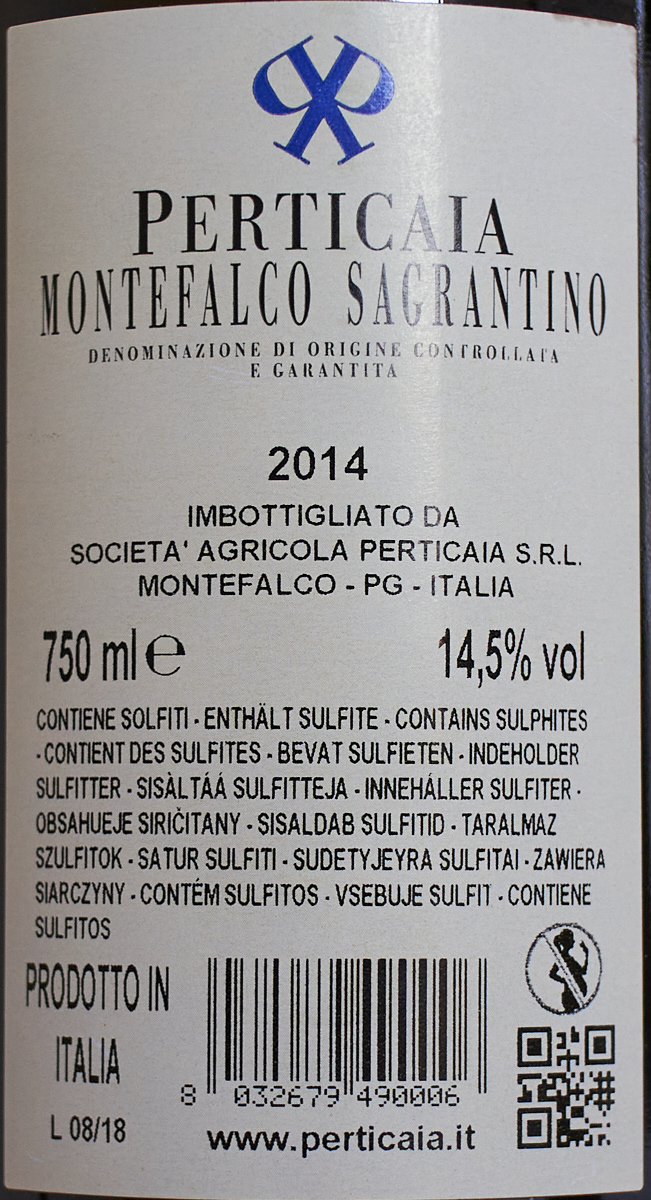 PERTICAIA
MONTEFALCO SAGRANTINO
DENOMINAZIONE DI ORIGINE CONTROLLATA
E GARANTITA
2014
IMBOTTIGLIATO DA
SOCIETA' AGRICOLA PERTICAIA S.R.L.
MONTEFALCO - PG - ITALIA
750 ml e 14,5% vol
CONTIENE SOLFITI - ENTHÄLT SULFITE - CONTAINS SULPHITES
- CONTIENT DES SULFITES - BEVAT SULFIETEN - INDEHOLDER
SULFITTER - SISÀLTÁÁ SULFITTEJA - INNEHÁLLER SULFITER -
OBSAHUEJE SIRIČITANY - SISALDAB SULFITID - TARALMAZ
SZULFITOK - SATUR SULFITI - SUDETYJEYRA SULFITAI - ZAWIERA
SIARCZYNY - CONTÉM SULFITOS - VSEBUJE SULFIT - CONTIENE
SULFITOS
PRODOTTO IN
ITALIA
L 08/18
8 032679 490006
www.perticaia.it